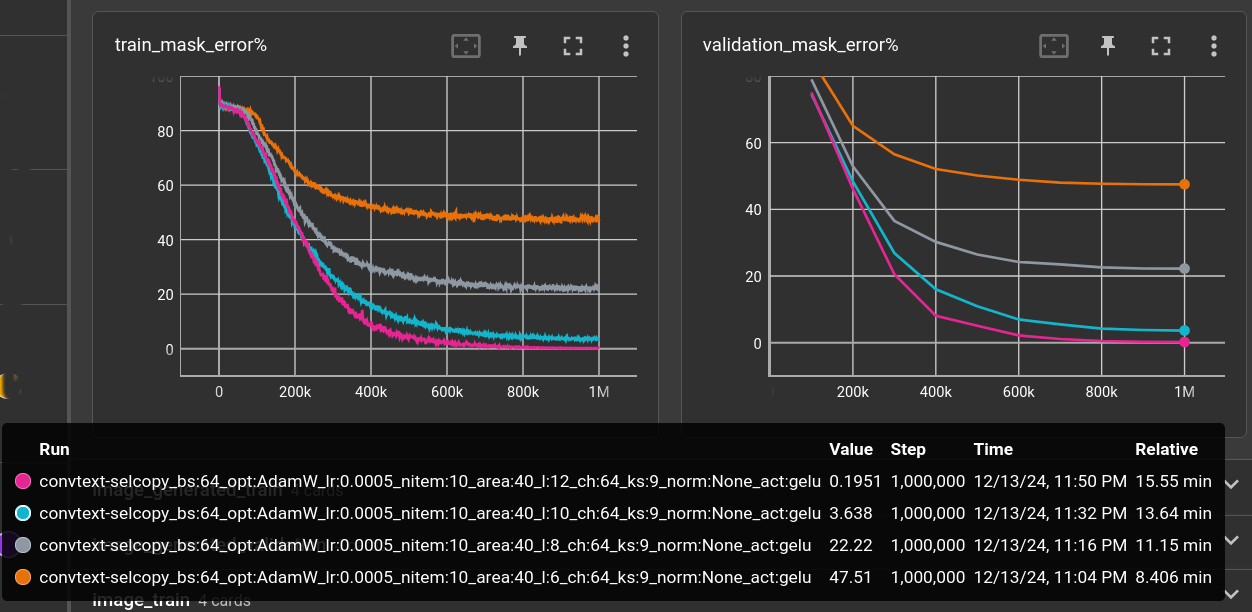 train_mask_error%
validation_mask_error%
100
80
60
40
20
0
0 200k 400k 600k 800k 1M
80
60
40
20
0
200k 400k 600k 800k 1M
Run Value Step Time Relative
convtext-selcopy_bs:64_opt:AdamW_lr:0.0005_nitem:10_area:40_l:12_ch:64_ks:9_norm:None_act:gelu 0.1951 1,000,000 12/13/24, 11:50 PM 15.55 min
image_generated_train 4 cards
convtext-selcopy_bs:64_opt:AdamW_lr:0.0005_nitem:10_area:40_l:10_ch:64_ks:9_norm:None_act:gelu 3.638 1,000,000 12/13/24, 11:32 PM 13.64 min
convtext-selcopy_bs:64_opt:AdamW_lr:0.0005_nitem:10_area:40_l:8_ch:64_ks:9_norm:None_act:gelu 22.22 1,000,000 12/13/24, 11:16 PM 11.15 min
convtext-selcopy_bs:64_opt:AdamW_lr:0.0005_nitem:10_area:40_l:6_ch:64_ks:9_norm:None_act:gelu 47.51 1,000,000 12/13/24, 11:04 PM 8.406 min
image_train 4 cards